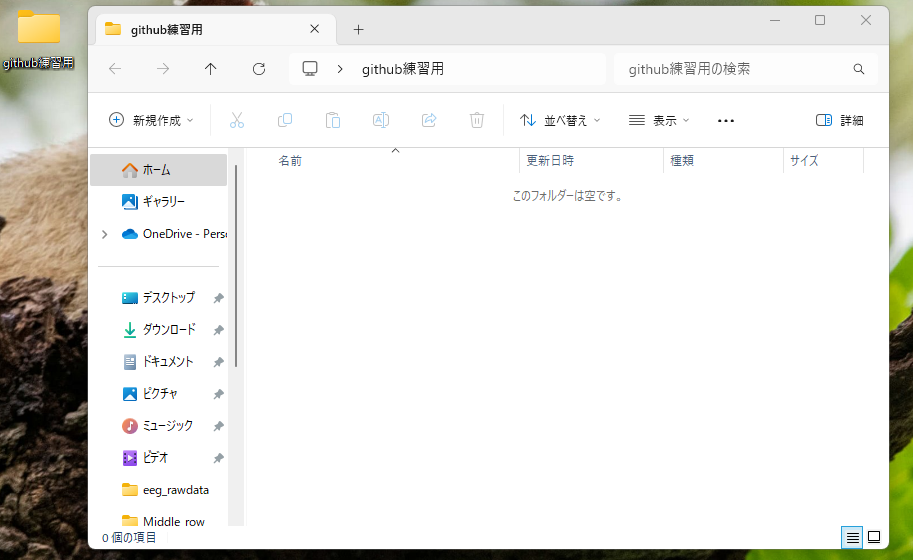 github練習用
github練習用
github練習用
github練習用の検索
新規作成
並べ替え
表示
詳細
名前
更新日時
種類
サイズ
このフォルダーは空です。
ホーム
ギャラリー
OneDrive - Pers
デスクトップ
ダウンロード
ドキュメント
ピクチャ
ミュージック
ビデオ
eeg_rawdata
Middle_row
0 個の項目